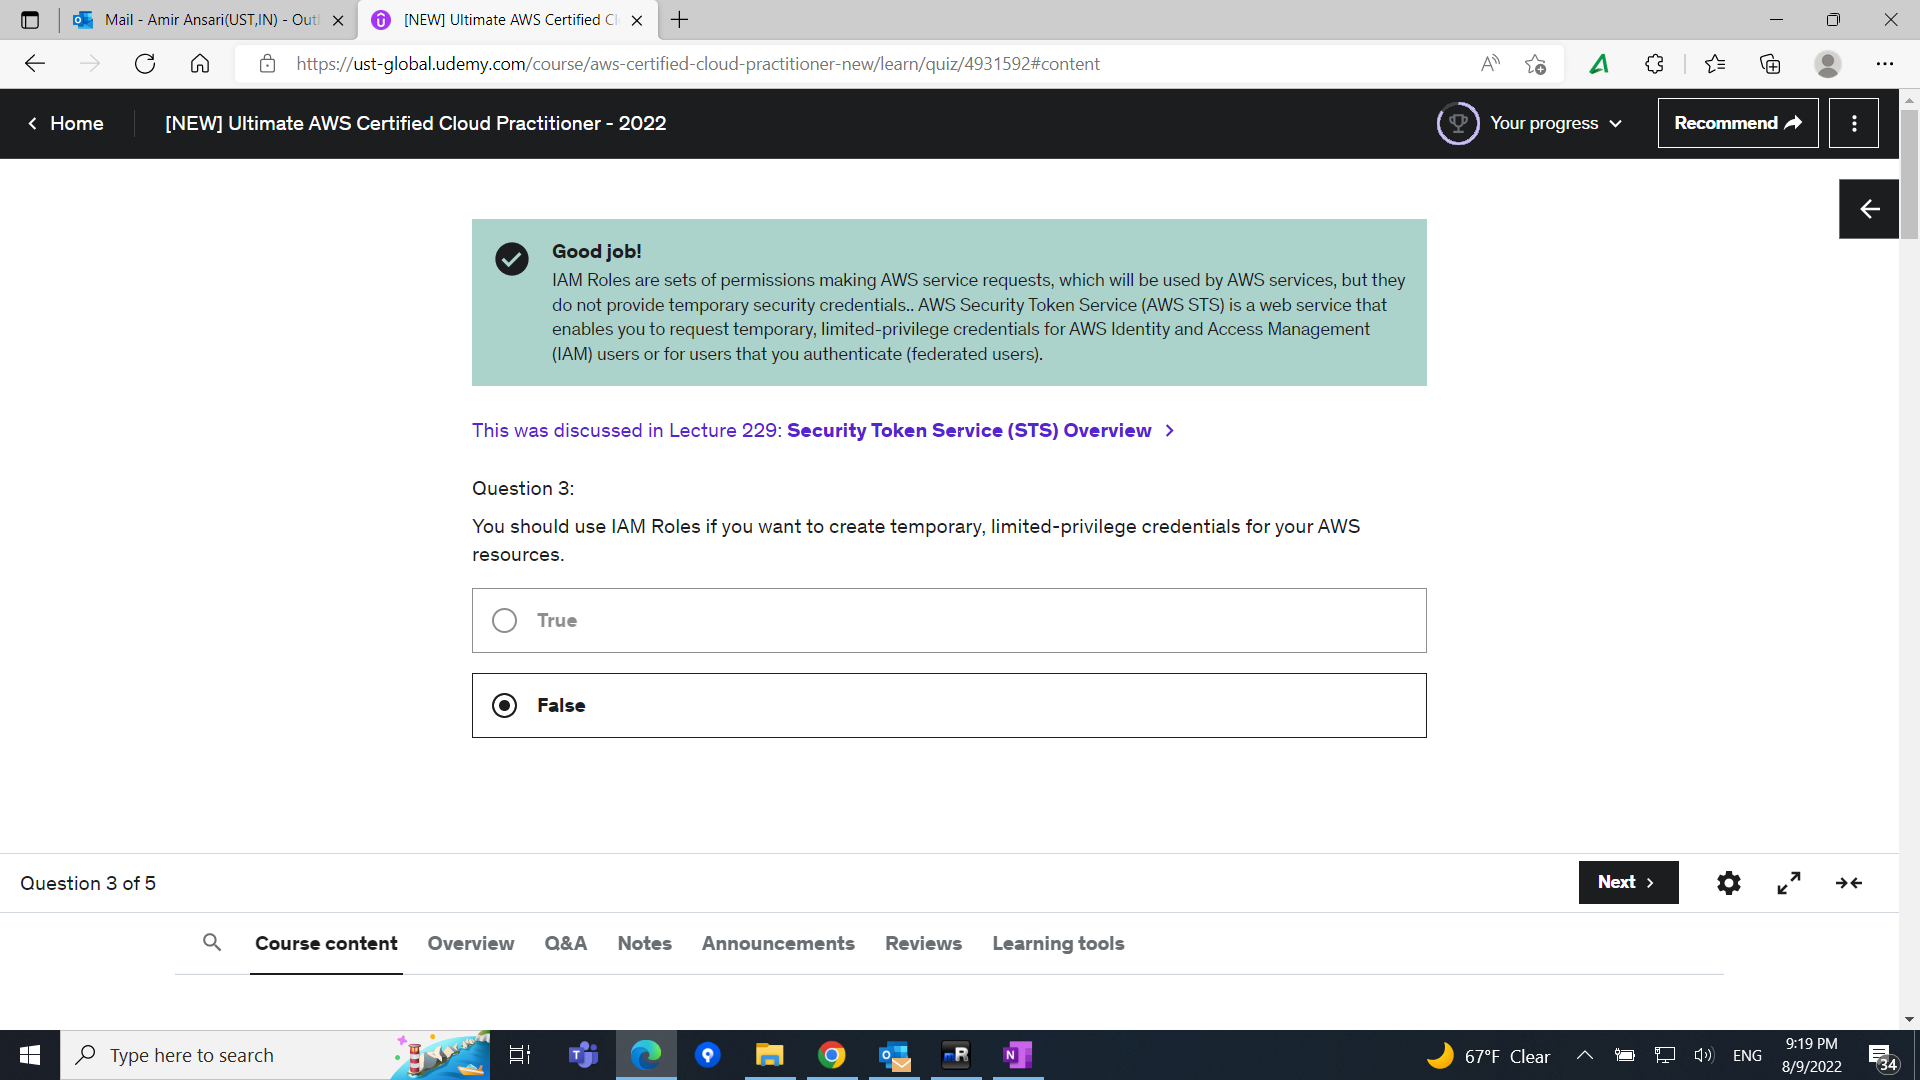 Mail - Amir Ansari(UST,IN) - Out
[NEW] Ultimate AWS Certified Cl
https://ust-global.udemy.com/course/aws-certified-cloud-practitioner-new/learn/quiz/4931592#content
Home
[NEW] Ultimate AWS Certified Cloud Practitioner - 2022
Your progress
Recommend
Good job!
IAM Roles are sets of permissions making AWS service requests, which will be used by AWS services, but they
do not provide temporary security credentials.. AWS Security Token Service (AWS STS) is a web service that
enables you to request temporary, limited-privilege credentials for AWS Identity and Access Management
(IAM) users or for users that you authenticate (federated users).
This was discussed in Lecture 229: Security Token Service (STS) Overview
Question 3:
You should use IAM Roles if you want to create temporary, limited-privilege credentials for your AWS
resources.
True
False
Question 3 of 5
Next
Course content Overview Q&A Notes Announcements Reviews Learning tools
Type here to search
67°F Clear
ENG
9:19 PM
8/9/2022
34